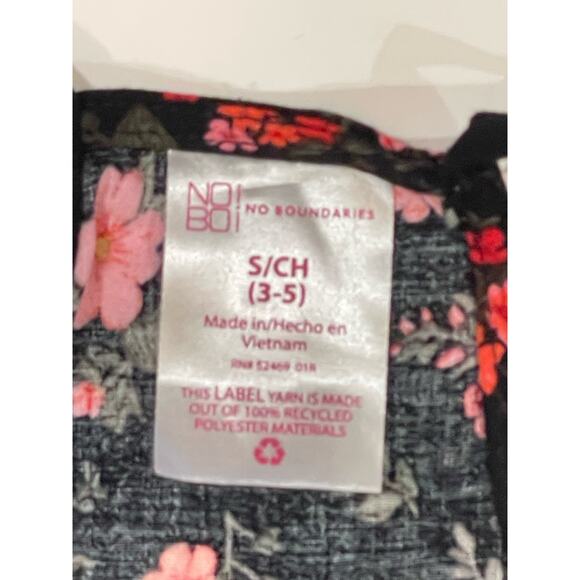 NO
BO
NO BOUNDARIES
S/CH
(3-5)
Made in/Hecho en
Vietnam
RN# 52469 01R
THIS LABEL YARN IS MADE
OUT OF 100% RECYCLED
POLYESTER MATERIALS